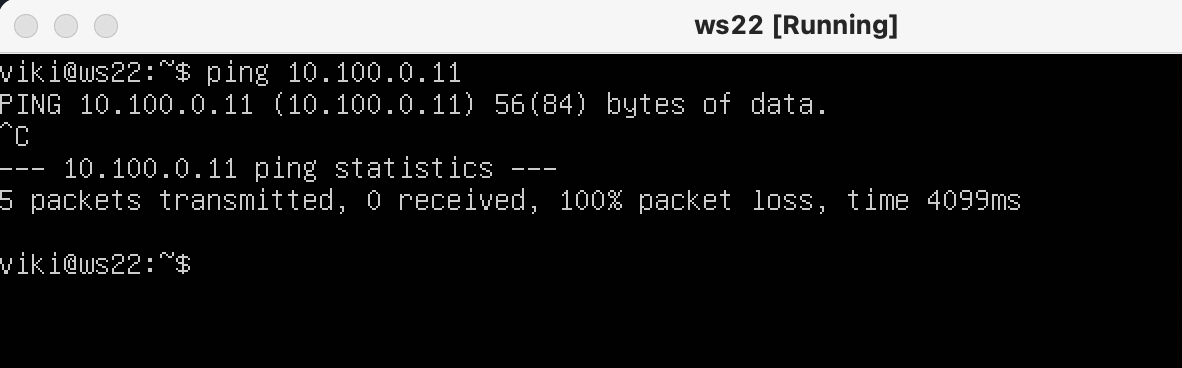 ws22 [Running]
viki@ws22:~$ ping 10.100.0.11
PING 10.100.0.11 (10.100.0.11) 56(84) bytes of data.
^C
--- 10.100.0.11 ping statistics ---
5 packets transmitted, 0 received, 100% packet loss, time 4099ms
viki@ws22:~$